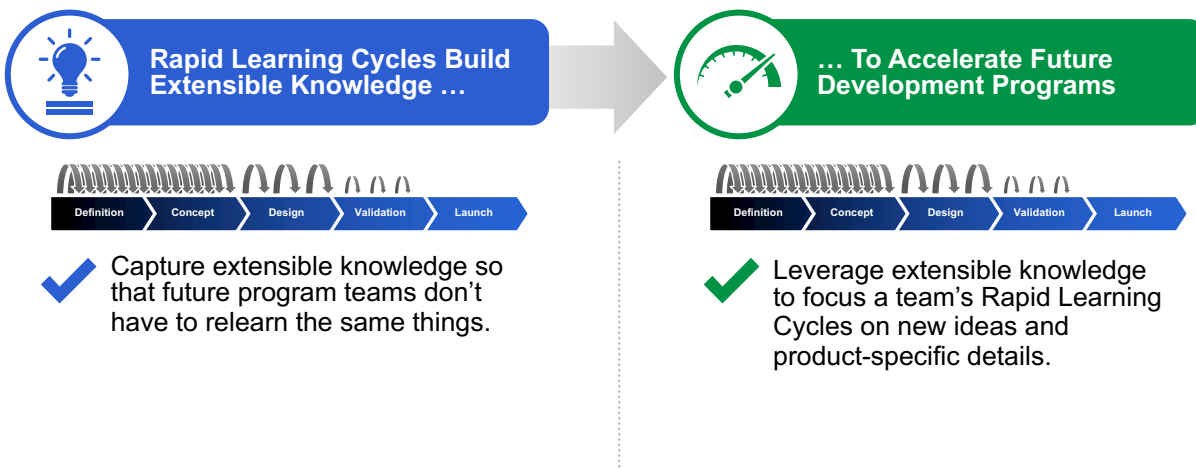 Rapid Learning Cycles Build
Extensible Knowledge …
Definition
Concept
Design
Validation
Launch
Capture extensible knowledge so
that future program teams don’t
have to relearn the same things.
… To Accelerate Future
Development Programs
Definition
Concept
Design
Validation
Launch
Leverage extensible knowledge
to focus a team’s Rapid Learning
Cycles on new ideas and
product-specific details.